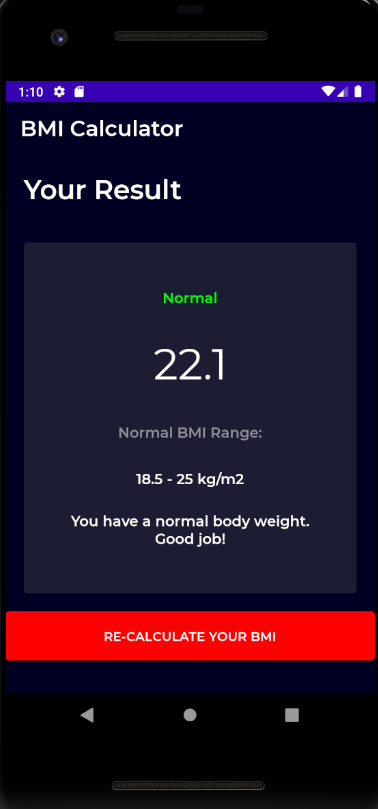 1:10
BMI Calculator
Your Result
Normal
22.1
Normal BMI Range:
18.5 - 25 kg/m2
You have a normal body weight.
Good job!
RE-CALCULATE YOUR BMI